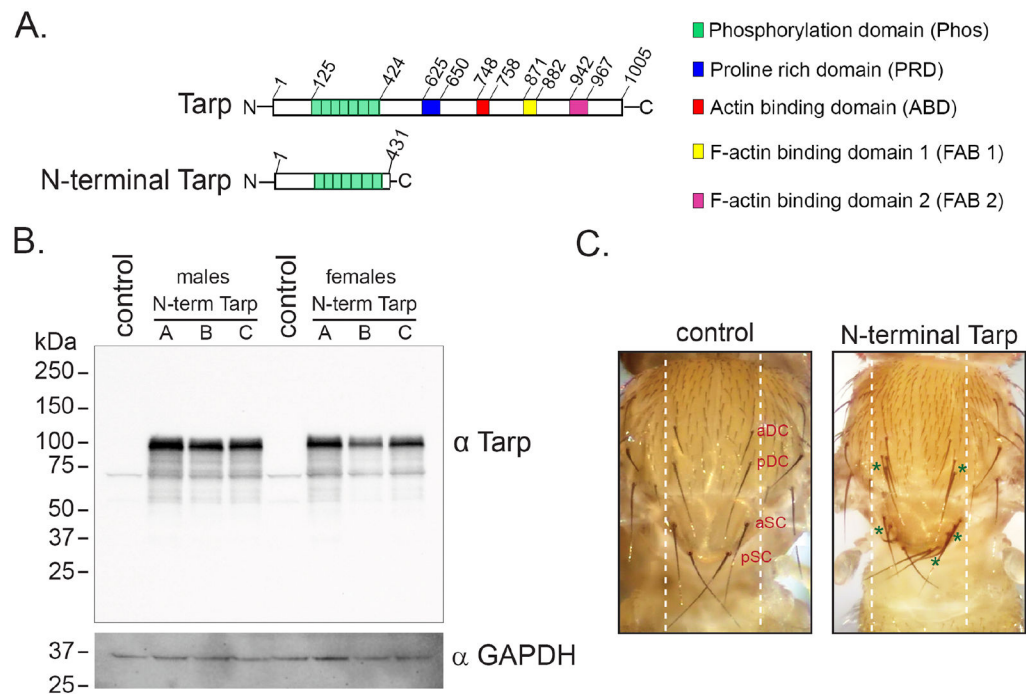 A.
Tarp
N
1
125
424
625
650
748
758
871
882
942
967
1005
C
N-terminal Tarp
N
1
431
C
Phosphorylation domain (Phos)
Proline rich domain (PRD)
Actin binding domain (ABD)
F-actin binding domain 1 (FAB 1)
F-actin binding domain 2 (FAB 2)
B.
control
males
N-term Tarp
A B C
control
females
N-term Tarp
A B C
kDa
250
150
100
75
50
37
25
α Tarp
37
25
α GAPDH
C.
control
aDC
pDC
aSC
pSC
N-terminal Tarp
* *
* *
*